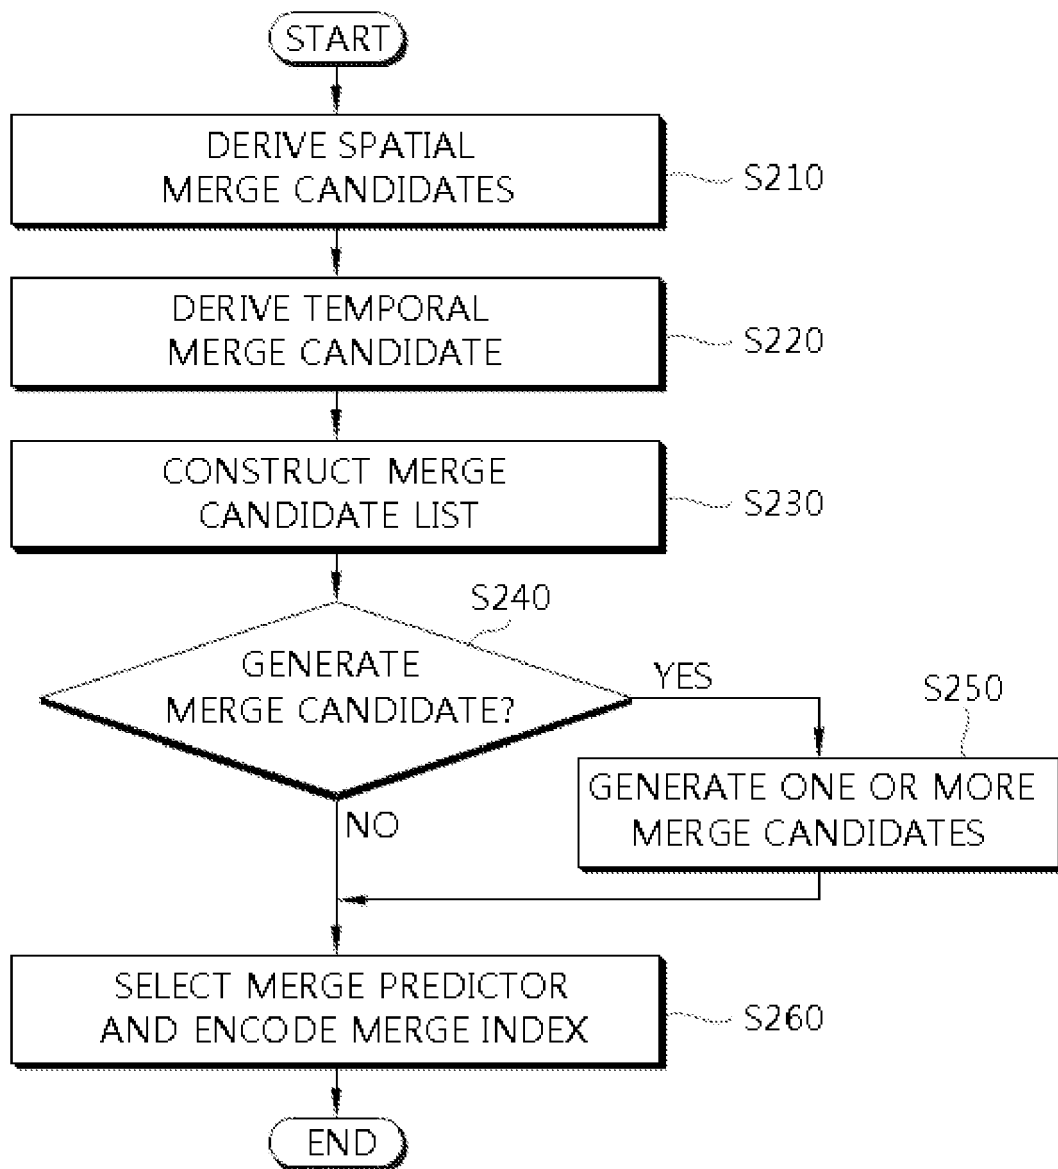 START
DERIVE SPATIAL
MERGE CANDIDATES
S210
DERIVE TEMPORAL
MERGE CANDIDATE
S220
CONSTRUCT MERGE
CANDIDATE LIST
S230
S240
GENERATE
MERGE CANDIDATE?
YES
S250
GENERATE ONE OR MORE
MERGE CANDIDATES
NO
SELECT MERGE PREDICTOR
AND ENCODE MERGE INDEX
S260
END